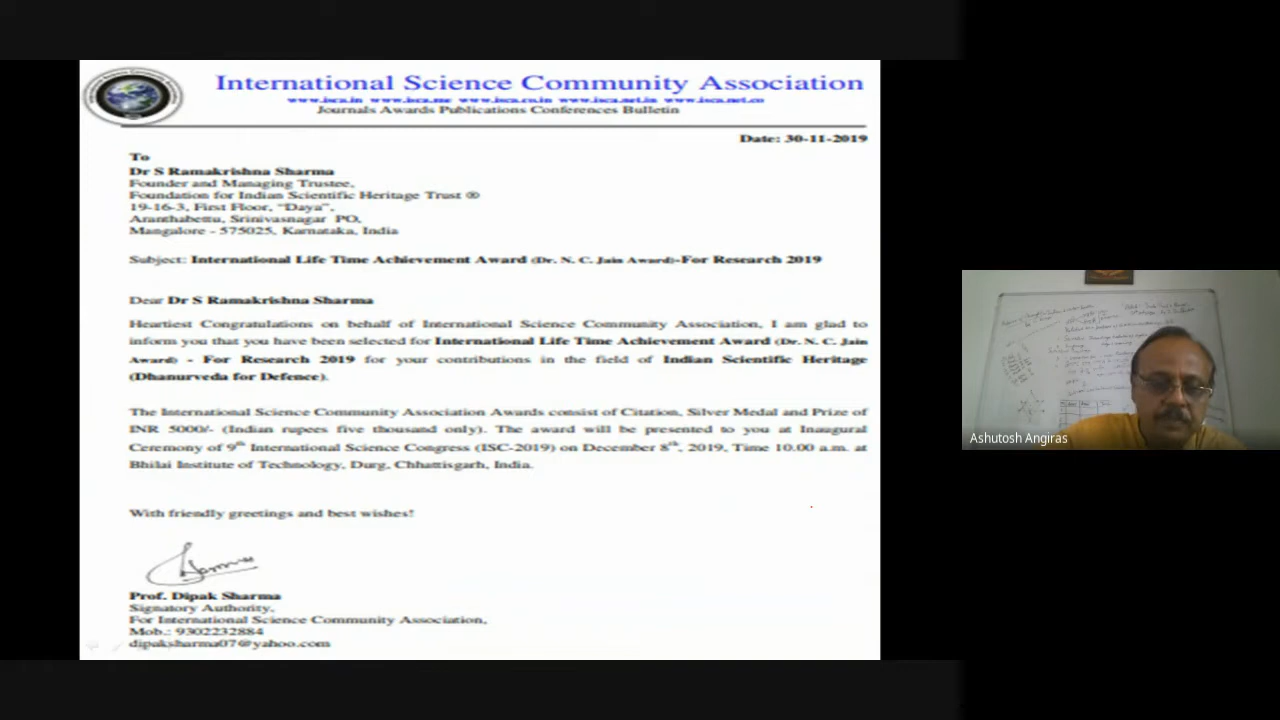 International Science Community Association
www.isca.in www.isca.me www.isca.co.in www.isca.net.in www.isca.net.co
Journals Awards Publications Conferences Bulletin
Date: 30-11-2019
To
Dr S Ramakrishna Sharma
Founder and Managing Trustee,
Foundation for Indian Scientific Heritage Trust ®
19-16-3, First Floor, “Daya”,
Aranthabettu, Srinivasnagar PO,
Mangalore - 575025, Karnataka, India
Subject: International Life Time Achievement Award (Dr. N. C. Jain Award)-For Research 2019
Dear Dr S Ramakrishna Sharma
Heartiest Congratulations on behalf of International Science Community Association, I am glad to
inform you that you have been selected for International Life Time Achievement Award (Dr. N. C. Jain
Award) - For Research 2019 for your contributions in the field of Indian Scientific Heritage
(Dhanurveda for Defence).
The International Science Community Association Awards consist of Citation, Silver Medal and Prize of
INR 5000/- (Indian rupees five thousand only). The award will be presented to you at Inaugural
Ceremony of 9th International Science Congress (ISC-2019) on December 8th, 2019, Time 10.00 a.m. at
Bhilai Institute of Technology, Durg, Chhattisgarh, India.
With friendly greetings and best wishes!
Prof. Dipak Sharma
Signatory Authority,
For International Science Community Association,
Mob.: 9302232884
dipaksharma07@yahoo.com
Ashutosh Angiras